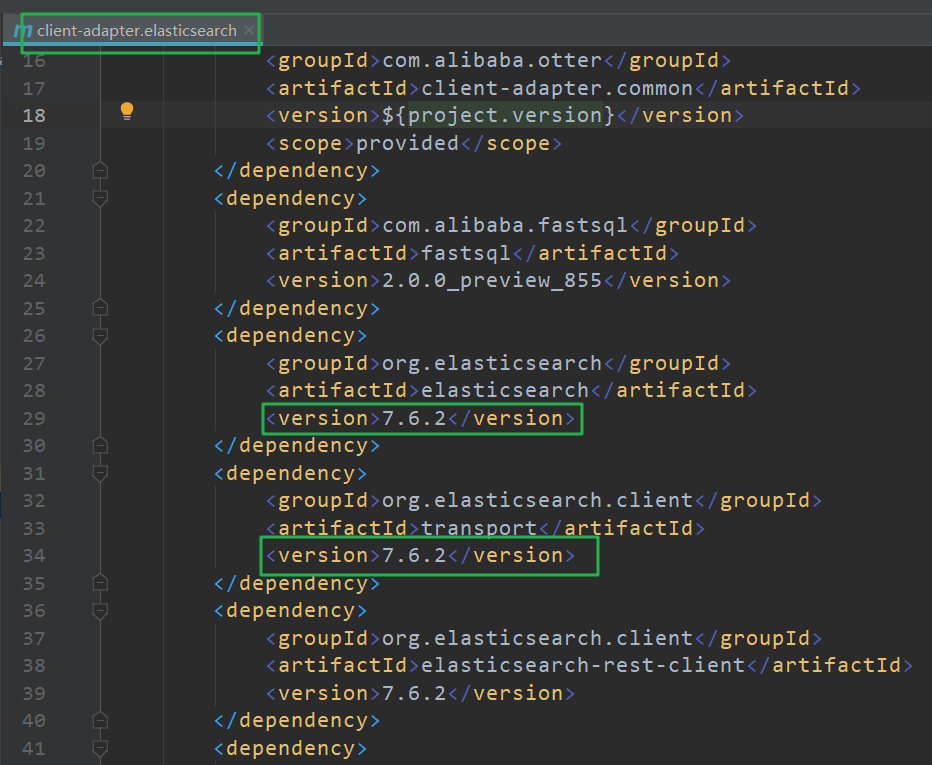 m client-adapter.elasticsearch ×
16 <groupId>com.alibaba.otter</groupId>
17 <artifactId>client-adapter.common</artifactId>
18 <version>${project.version}</version>
19 <scope>provided</scope>
20 </dependency>
21 <dependency>
22 <groupId>com.alibaba.fastsql</groupId>
23 <artifactId>fastsql</artifactId>
24 <version>2.0.0_preview_855</version>
25 </dependency>
26 <dependency>
27 <groupId>org.elasticsearch</groupId>
28 <artifactId>elasticsearch</artifactId>
29 <version>7.6.2</version>
30 </dependency>
31 <dependency>
32 <groupId>org.elasticsearch.client</groupId>
33 <artifactId>transport</artifactId>
34 <version>7.6.2</version>
35 </dependency>
36 <dependency>
37 <groupId>org.elasticsearch.client</groupId>
38 <artifactId>elasticsearch-rest-client</artifactId>
39 <version>7.6.2</version>
40 </dependency>
41 <dependency>